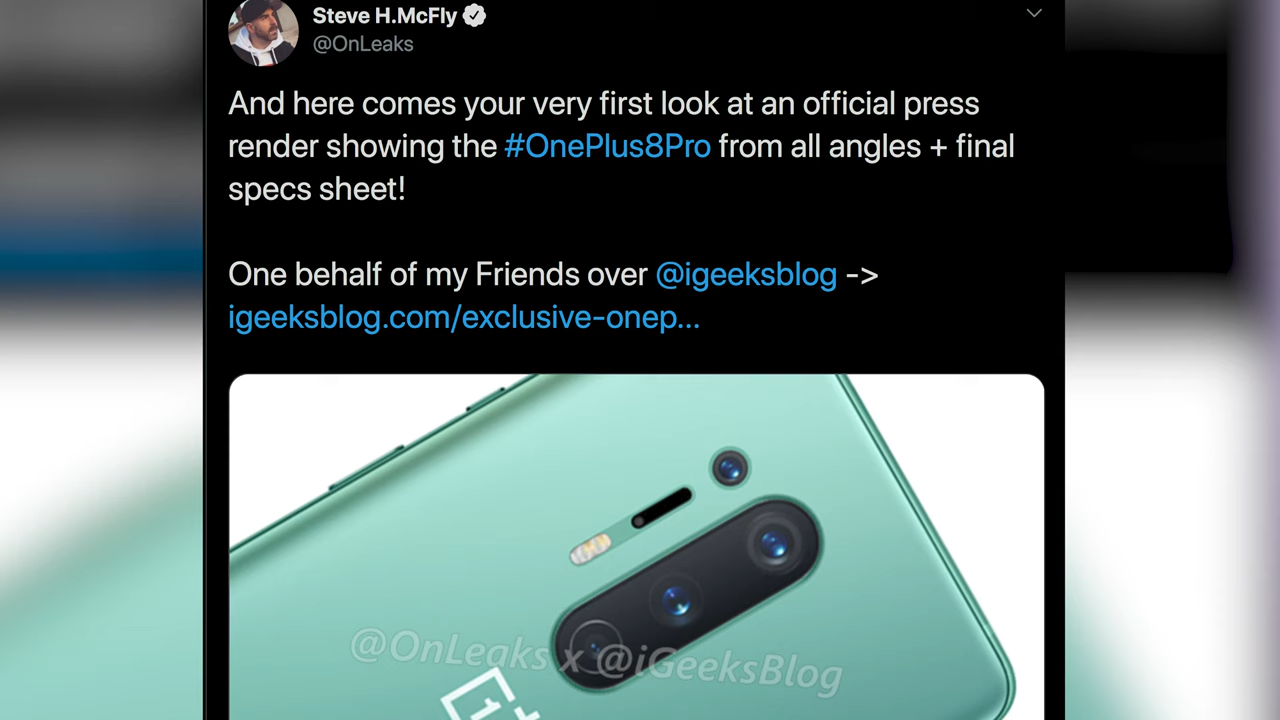 Steve H.McFly
@OnLeaks
And here comes your very first look at an official press
render showing the #OnePlus8Pro from all angles + final
specs sheet!
One behalf of my Friends over @igeeksblog ->
igeeksblog.com/exclusive-onep...
@OnLeaks x @iGeeksBlog
1+